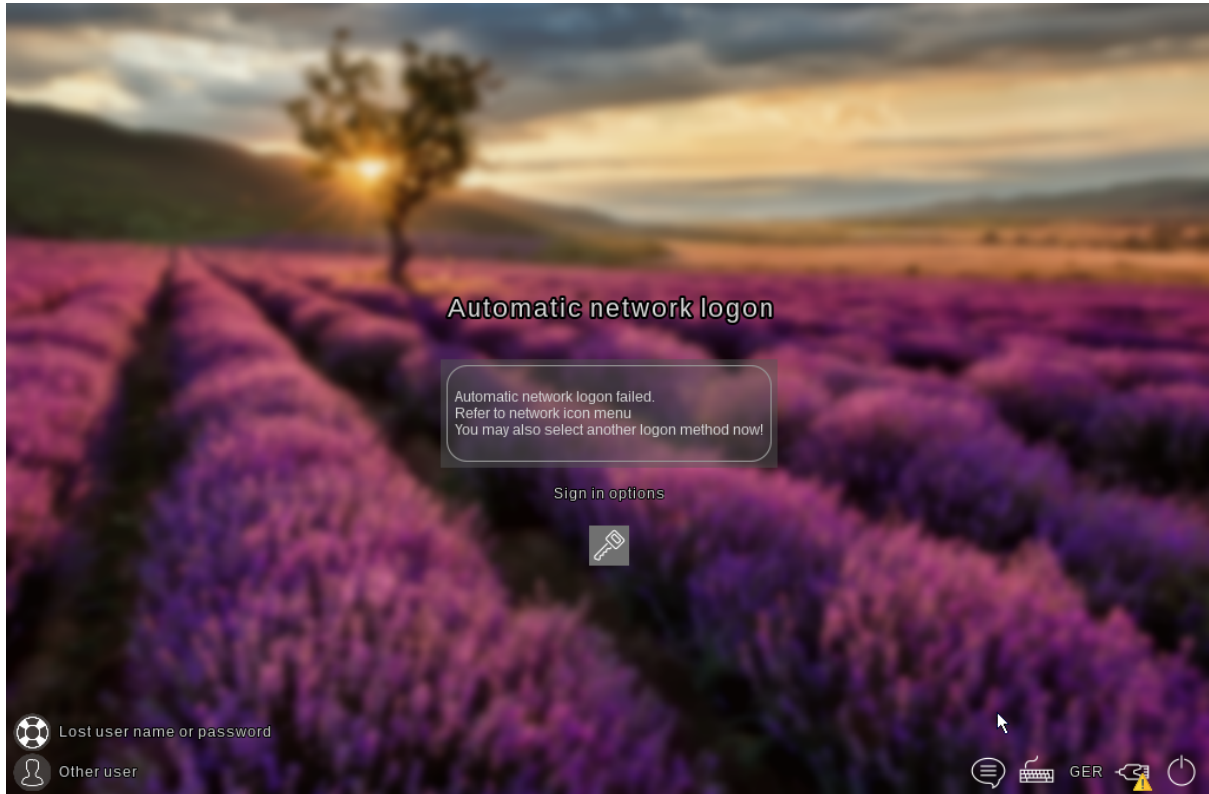 Automatic network logon
Automatic network logon failed.
Refer to network icon menu
You may also select another logon method now!
Sign in options
Lost user name or password
Other user
GER